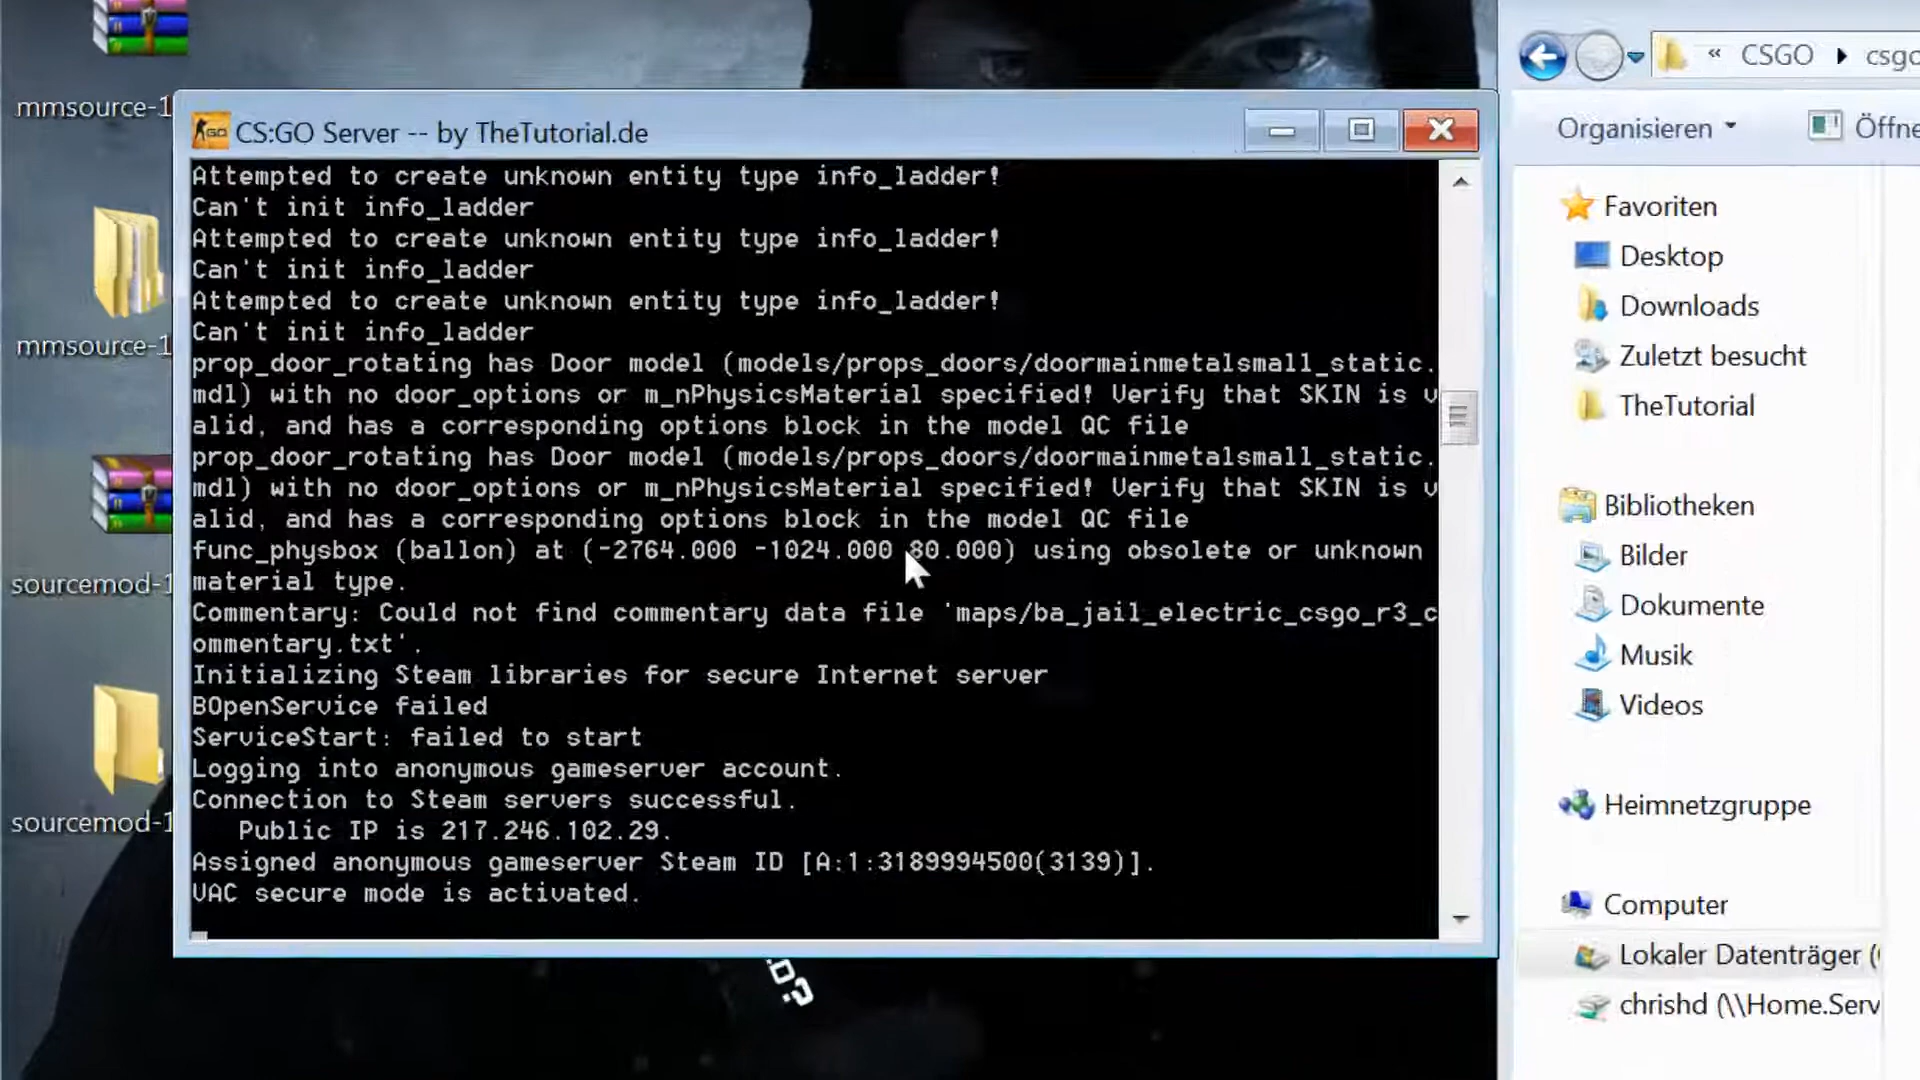 mmsource-1
mmsource-1
sourcemod-1
sourcemod-1
CS:GO Server -- by TheTutorial.de
Attempted to create unknown entity type info_ladder!
Can't init info_ladder
Attempted to create unknown entity type info_ladder!
Can't init info_ladder
Attempted to create unknown entity type info_ladder!
Can't init info_ladder
prop_door_rotating has Door model (models/props_doors/doormainmetalsmall_static.
mdl) with no door_options or m_nPhysicsMaterial specified! Verify that SKIN is v
alid, and has a corresponding options block in the model QC file
prop_door_rotating has Door model (models/props_doors/doormainmetalsmall_static.
mdl) with no door_options or m_nPhysicsMaterial specified! Verify that SKIN is v
alid, and has a corresponding options block in the model QC file
func_physbox (ballon) at (-2764.000 -1024.000 80.000) using obsolete or unknown
material type.
Commentary: Could not find commentary data file 'maps/ba_jail_electric_csgo_r3_c
ommentary.txt'.
Initializing Steam libraries for secure Internet server
BOpenService failed
ServiceStart: failed to start
Logging into anonymous gameserver account.
Connection to Steam servers successful.
Public IP is 217.246.102.29.
Assigned anonymous gameserver Steam ID [A:1:3189994500(3139)].
VAC secure mode is activated.
« CSGO csgo
Organisieren Öffne
Favoriten
Desktop
Downloads
Zuletzt besucht
TheTutorial
Bibliotheken
Bilder
Dokumente
Musik
Videos
Heimnetzgruppe
Computer
Lokaler Datenträger (
chrishd (\\Home.Serv